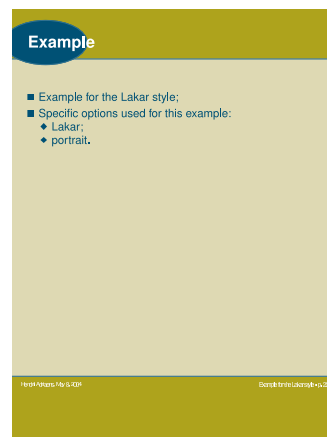 Example
Example for the Lakar style;
Specific options used for this example:
Lakar;
portrait.